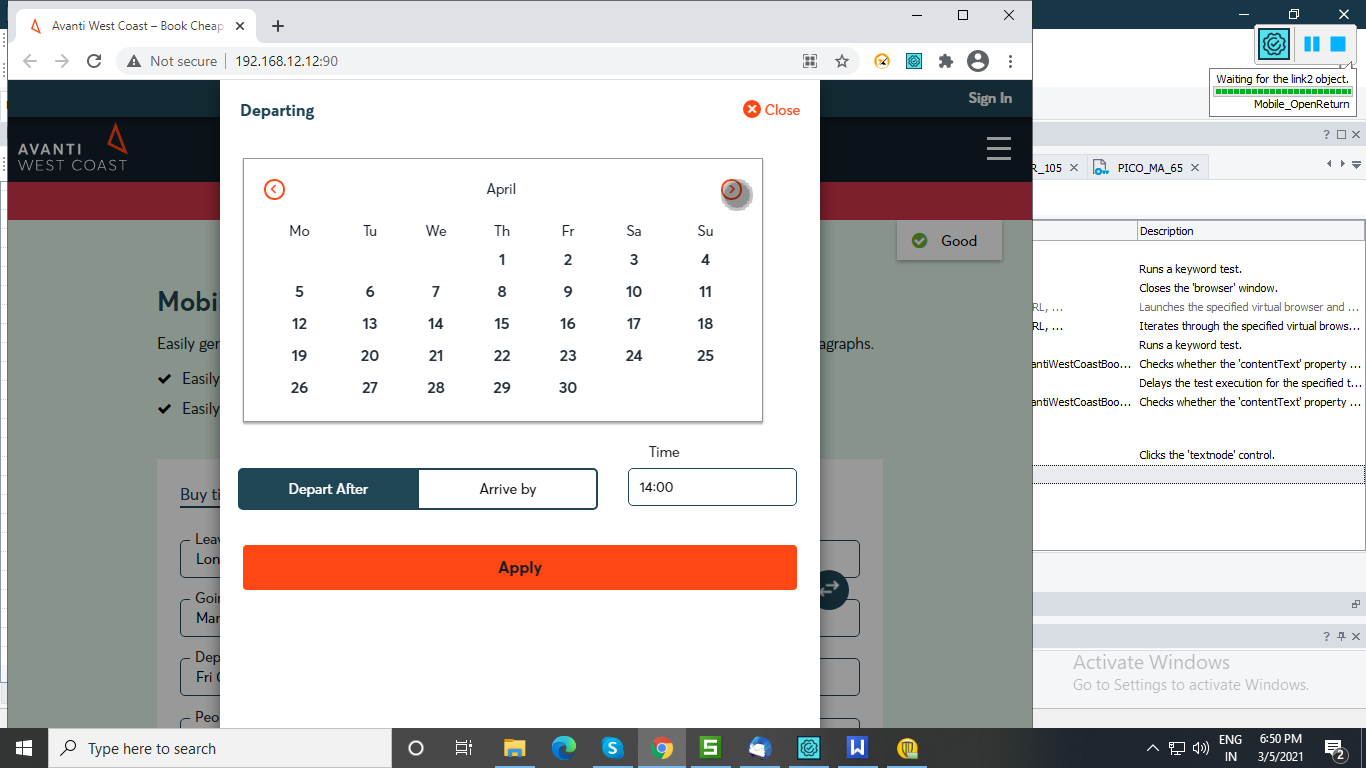 Avanti West Coast – Book Cheap
Not secure
192.168.12.12:90
Waiting for the link2 object.
Mobile_OpenReturn
Sign In
AVANTI
WEST COAST
Departing
Close
April
Mo Tu We Th Fr Sa Su
1 2 3 4
5 6 7 8 9 10 11
12 13 14 15 16 17 18
19 20 21 22 23 24 25
26 27 28 29 30
Time
Depart After
Arrive by
14:00
Apply
Good
Mobi
Easily ger
agraphs.
Easily
Easily
Buy ti
Leav
Lon
Goin
Mar
Dep
Fri
Peo
R_105
PICO_MA_65
Description
Runs a keyword test.
Closes the 'browser' window.
RL, ... Launches the specified virtual browser and ...
RL, ... Iterates through the specified virtual brows...
Runs a keyword test.
antiWestCoastBoo... Checks whether the 'contentText' property ...
Delays the test execution for the specified t...
antiWestCoastBoo... Checks whether the 'contentText' property ...
Clicks the 'textnode' control.
Activate Windows
Go to Settings to activate Windows.
Type here to search
ENG
IN
6:50 PM
3/5/2021
2